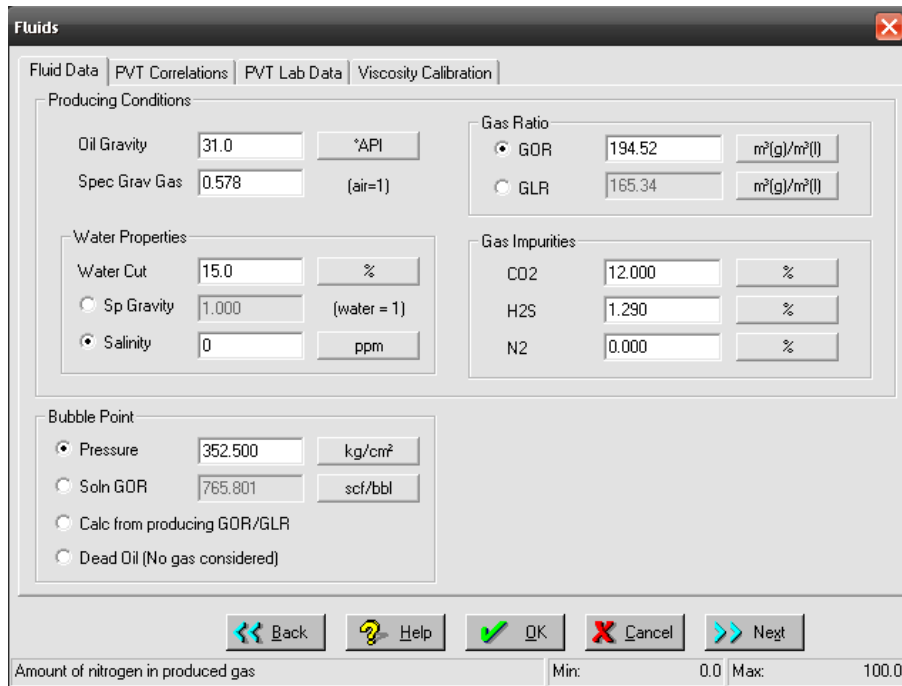 Fluids
Fluid Data PVT Correlations PVT Lab Data Viscosity Calibration
Producing Conditions
Oil Gravity 31.0 °API
Spec Grav Gas 0.578 (air=1)
Gas Ratio
GOR 194.52 m³(g)/m³(l)
GLR 165.34 m³(g)/m³(l)
Water Properties
Water Cut 15.0 %
Sp Gravity 1.000 (water = 1)
Salinity 0 ppm
Gas Impurities
CO2 12.000 %
H2S 1.290 %
N2 0.000 %
Bubble Point
Pressure 352.500 kg/cm²
Soln GOR 765.801 scf/bbl
Calc from producing GOR/GLR
Dead Oil (No gas considered)
Back Help OK Cancel Next
Amount of nitrogen in produced gas Min: 0.0 Max: 100.0